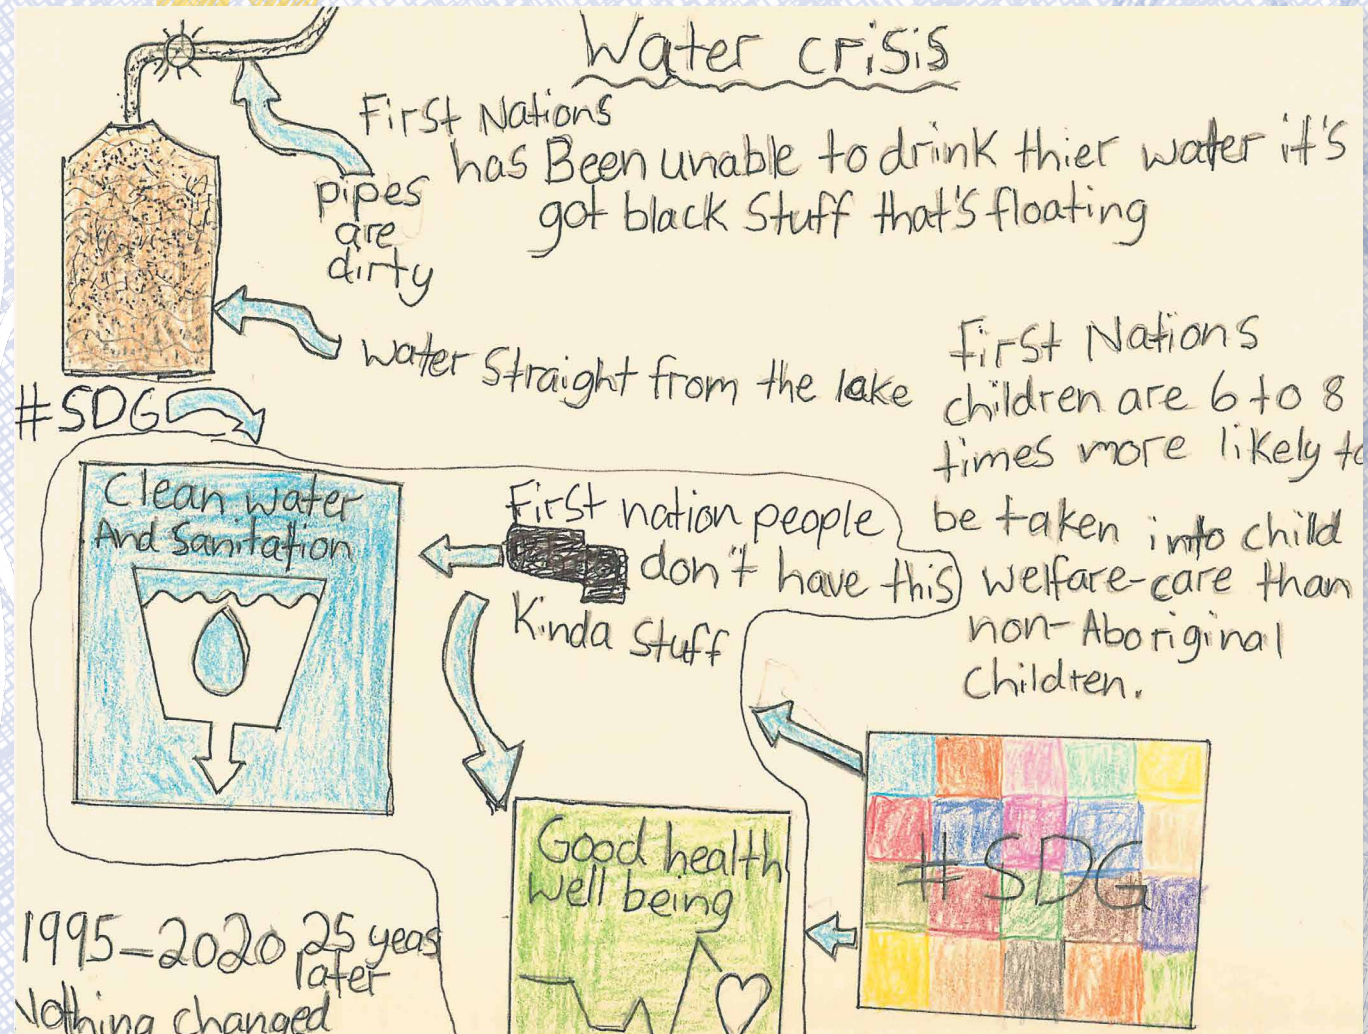 Water crisis
First Nations
has Been unable to drink thier water it's
got black Stuff that's floating
pipes
are
dirty
water Straight from the lake
First Nations
children are 6 to 8
times more likely to
be taken into child
welfare-care than
non-Aboriginal
Children.
#SDG
Clean water
And Sanitation
First nation people
don't have this
Kinda Stuff
Good health
well being
#SDG
1995-2020 25 yeas
later
Nothing changed